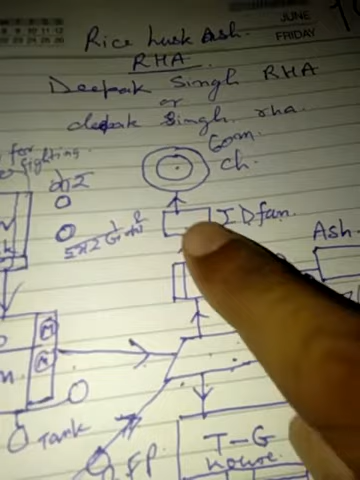 JUNE
FRIDAY
Rice husk Ash.
RHA
Deepak Singh RHA
or
deepak Singh rha.
for
fighting.
60m.
ch.
बोर
ID fan.
Ash
M
M
Tank
T-G
house